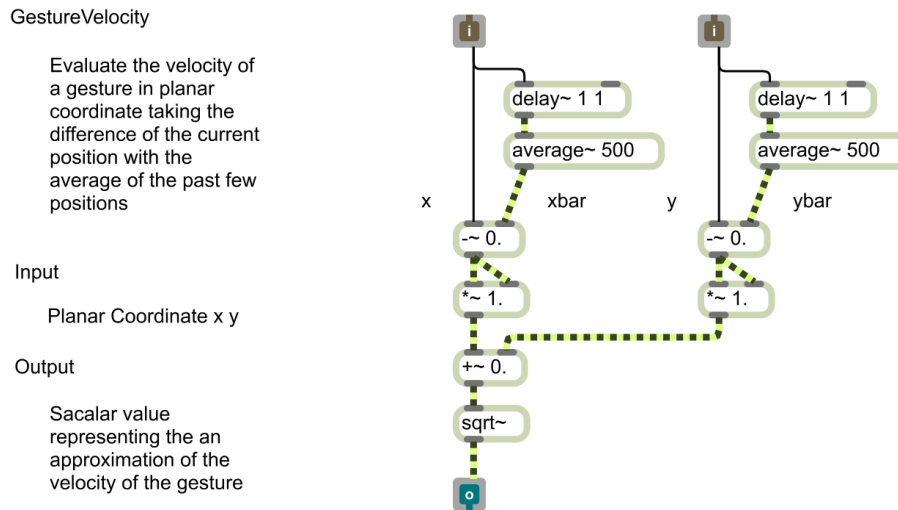 GestureVelocity
Evaluate the velocity of
a gesture in planar
coordinate taking the
difference of the current
position with the
average of the past few
positions
Input
Planar Coordinate x y
Output
Sacalar value
representing the an
approximation of the
velocity of the gesture
i
delay~ 1 1
average~ 500
x
xbar
-~ 0.
*~ 1.
+~ 0.
sqrt~
o
i
delay~ 1 1
average~ 500
y
ybar
-~ 0.
*~ 1.